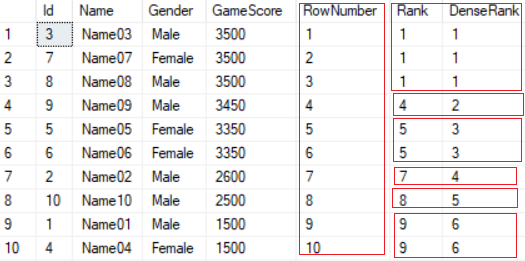 Id Name Gender GameScore RowNumber Rank DenseRank
1 3 Name03 Male 3500 1 1 1
2 7 Name07 Female 3500 2 1 1
3 8 Name08 Male 3500 3 1 1
4 9 Name09 Male 3450 4 4 2
5 5 Name05 Female 3350 5 5 3
6 6 Name06 Female 3350 6 5 3
7 2 Name02 Male 2600 7 7 4
8 10 Name10 Male 2500 8 8 5
9 1 Name01 Male 1500 9 9 6
10 4 Name04 Female 1500 10 9 6